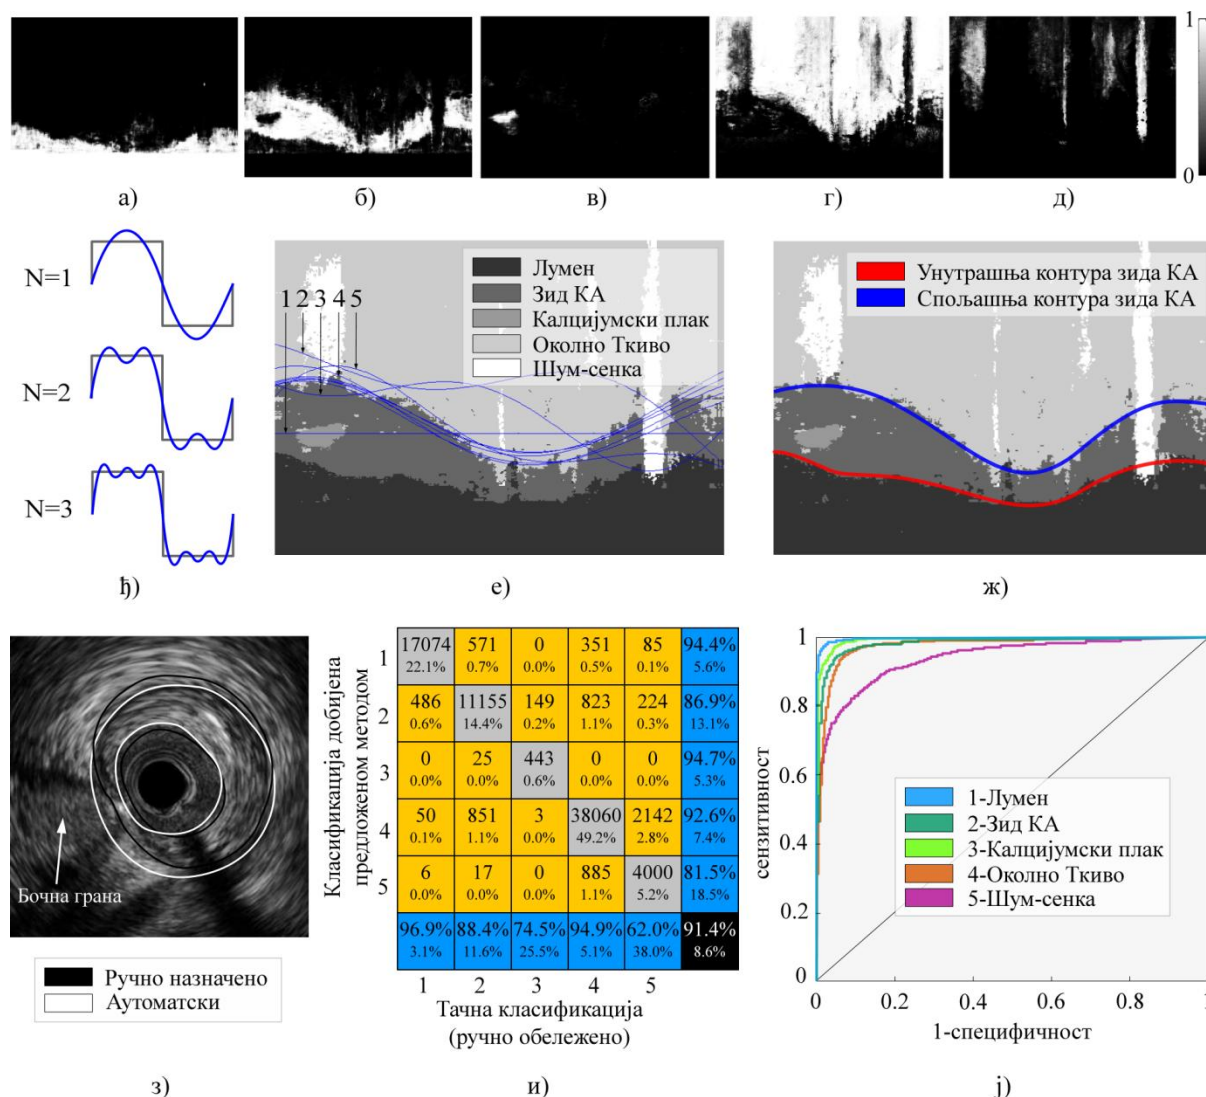 1
0
а)
б)
в)
г)
д)
N=1
N=2
N=3
ђ)
1 2 3 4 5
Лумен
Зид КА
Калцијумски плак
Околно Ткиво
Шум-сенка
е)
Унутрашња контура зида КА
Спољашња контура зида КА
ж)
Бочна грана
Ручно назначено
Аутоматски
з)
Класификација добијена
предложеном методом
1
17074 571 0 351 85 94.4%
22.1% 0.7% 0.0% 0.5% 0.1% 5.6%
2
486 11155 149 823 224 86.9%
0.6% 14.4% 0.2% 1.1% 0.3% 13.1%
3
0 25 443 0 0 94.7%
0.0% 0.0% 0.6% 0.0% 0.0% 5.3%
4
50 851 3 38060 2142 92.6%
0.1% 1.1% 0.0% 49.2% 2.8% 7.4%
5
6 17 0 885 4000 81.5%
0.0% 0.0% 0.0% 1.1% 5.2% 18.5%
96.9% 88.4% 74.5% 94.9% 62.0% 91.4%
3.1% 11.6% 25.5% 5.1% 38.0% 8.6%
1 2 3 4 5
Тачна класификација
(ручно обележено)
и)
сензитивност
1
0.8
0.6
0.4
0.2
0
1-Лумен
2-Зид КА
3-Калцијумски плак
4-Околно Ткиво
5-Шум-сенка
0 0.2 0.4 0.6 0.8 1
1-специфичност
ј)